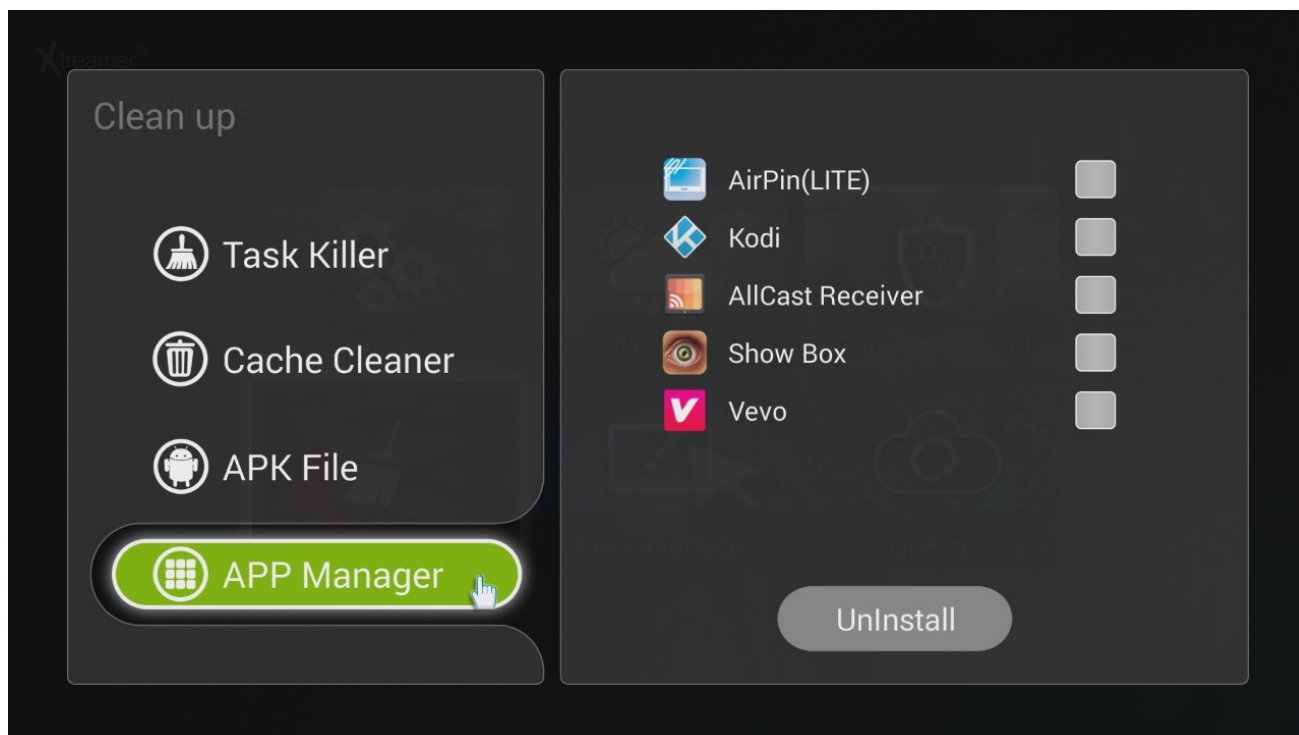 Xtreamer
Clean up
Task Killer
Cache Cleaner
APK File
APP Manager
AirPin(LITE)
Kodi
AllCast Receiver
Show Box
Vevo
UnInstall